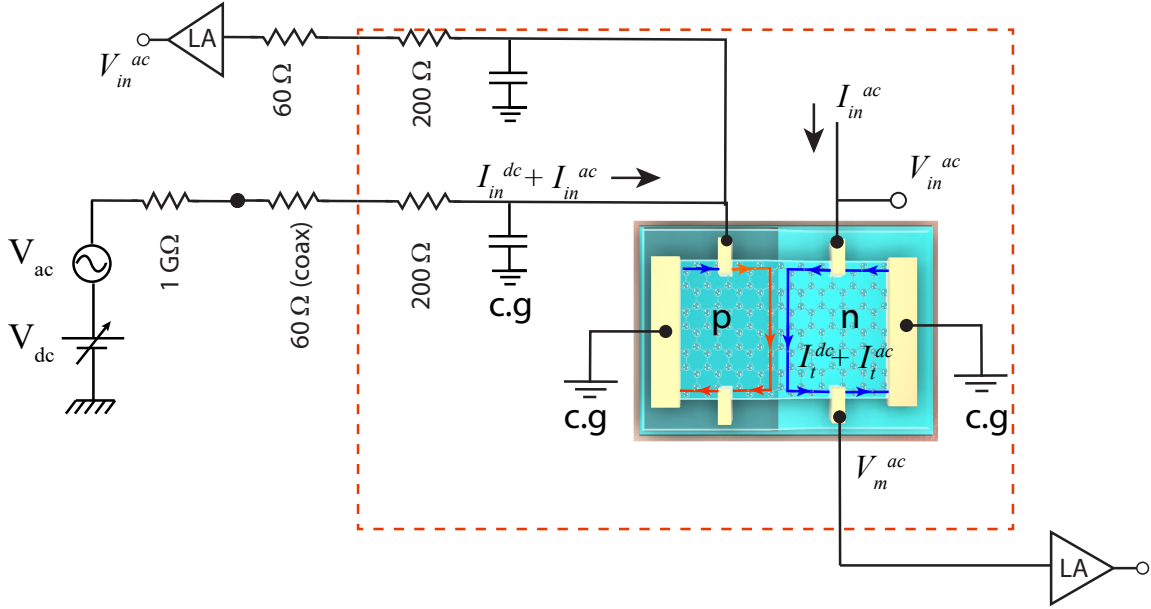 LA
V_in^ac
60 Ω
200 Ω
I_in^ac
I_in^dc + I_in^ac
V_in^ac
V_ac
1 GΩ
60 Ω (coax)
200 Ω
c.g
V_dc
p
n
I_t^dc + I_t^ac
c.g
c.g
V_m^ac
LA